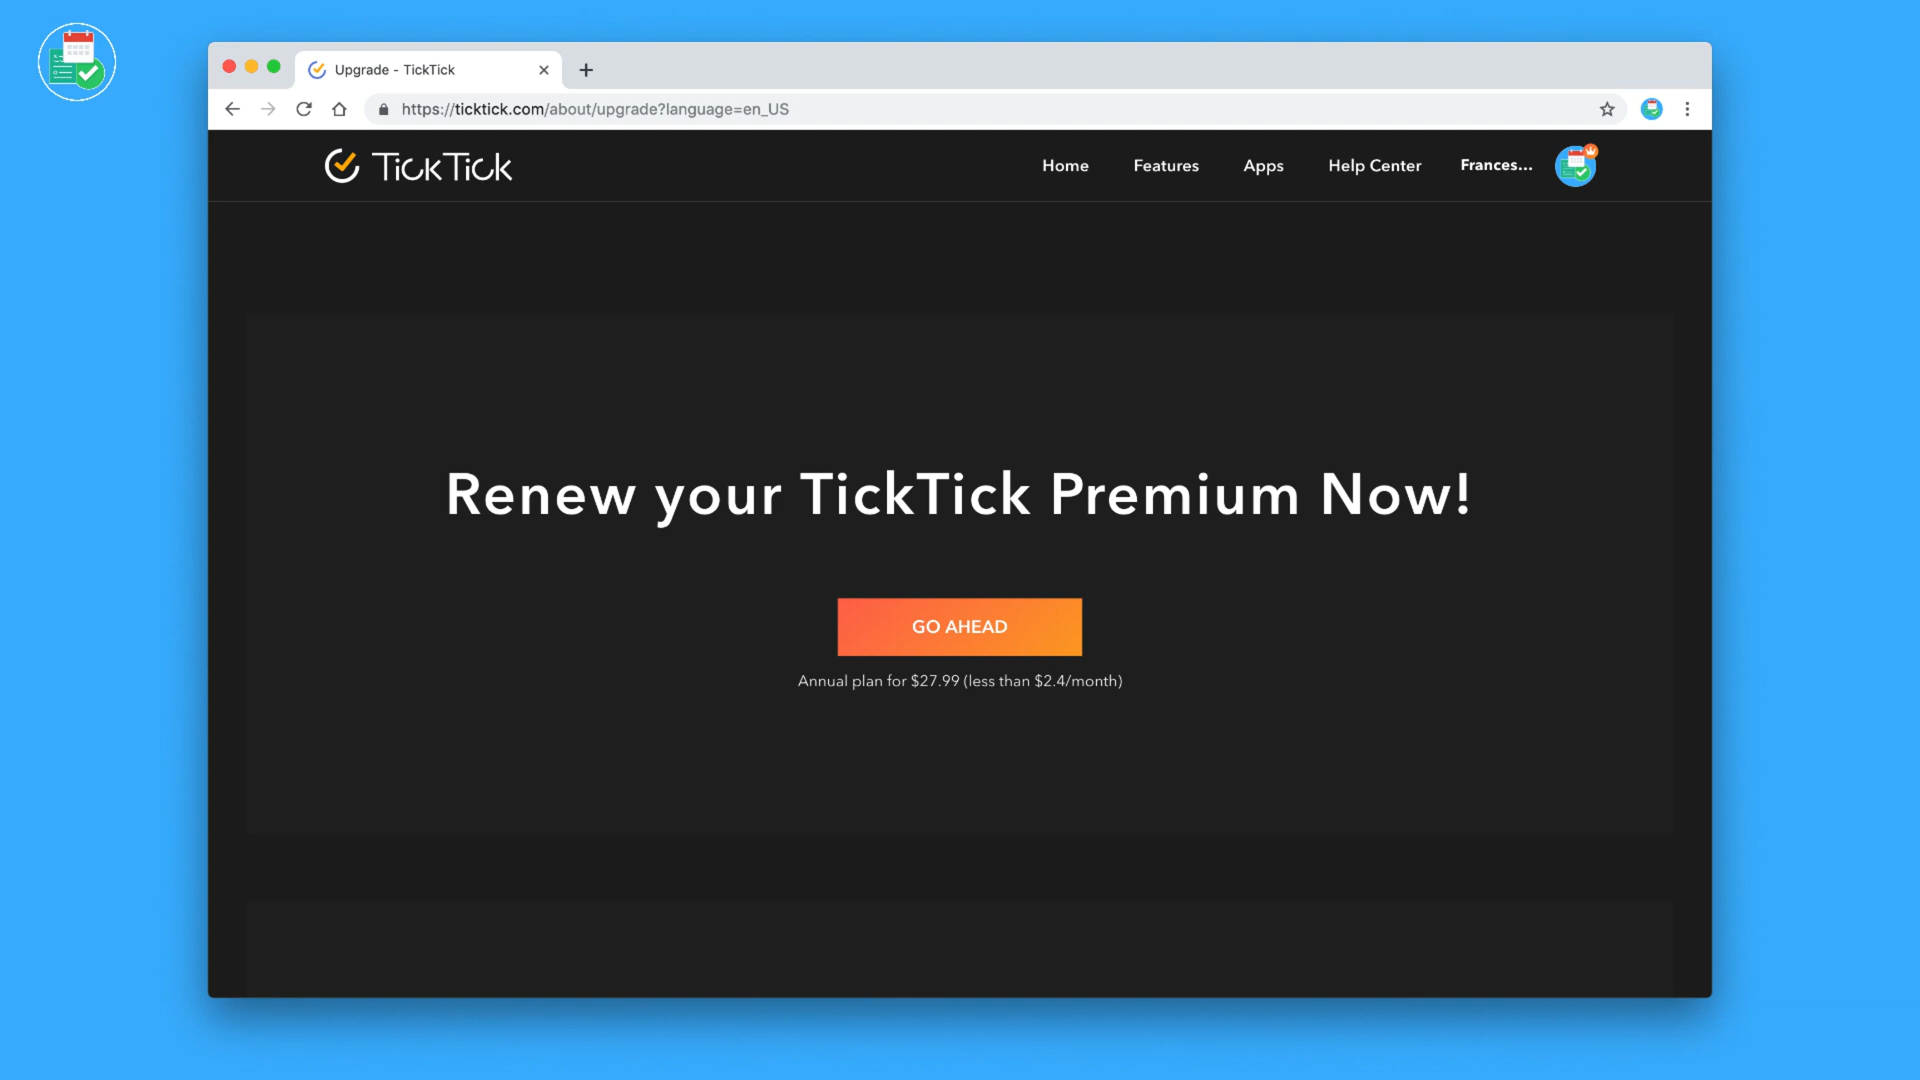 Upgrade - TickTick
https://ticktick.com/about/upgrade?language=en_US
TickTick
Home
Features
Apps
Help Center
Frances...
Renew your TickTick Premium Now!
GO AHEAD
Annual plan for $27.99 (less than $2.4/month)